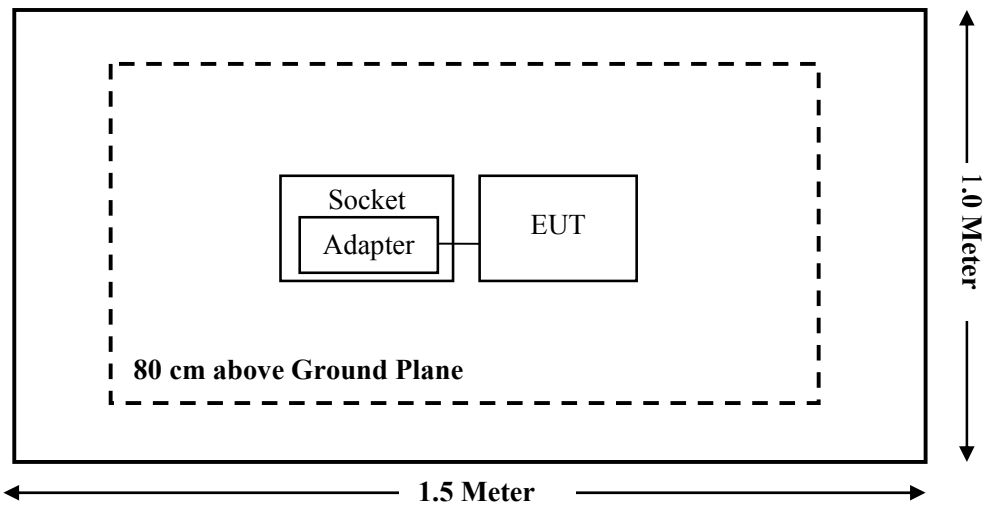 Socket
Adapter
EUT
80 cm above Ground Plane
1.0 Meter
1.5 Meter